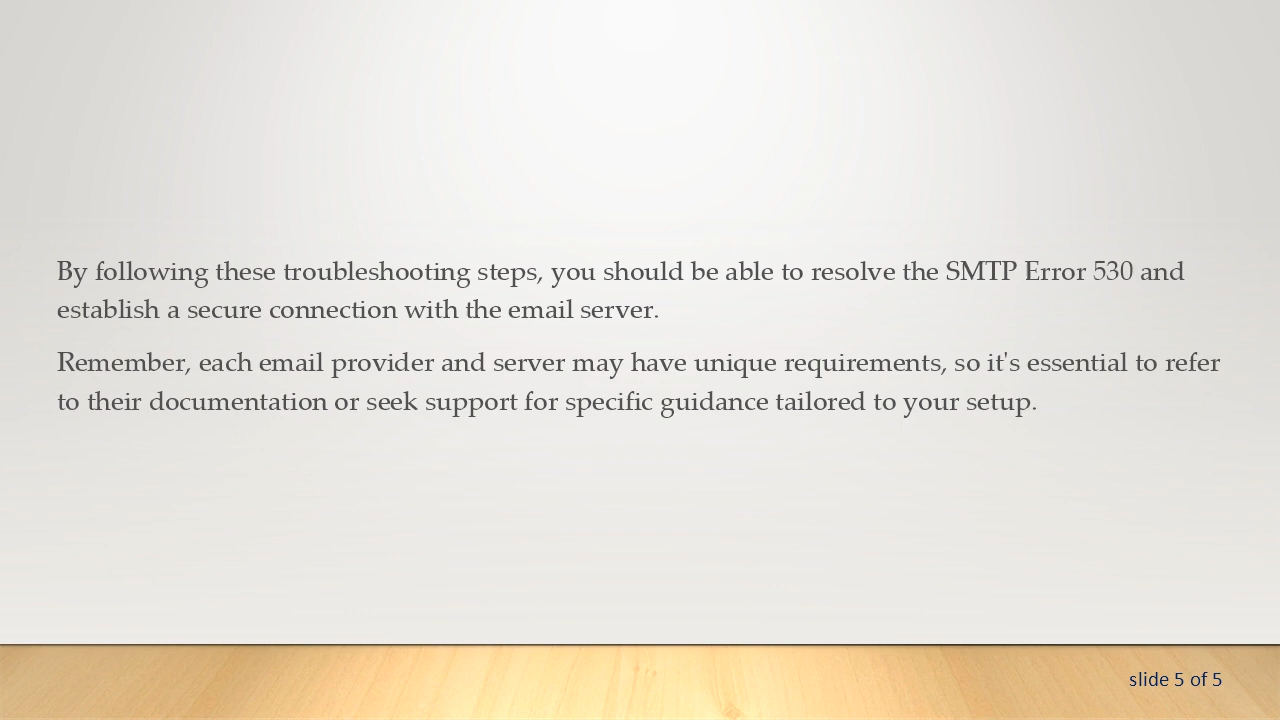 By following these troubleshooting steps, you should be able to resolve the SMTP Error 530 and
establish a secure connection with the email server.
Remember, each email provider and server may have unique requirements, so it's essential to refer
to their documentation or seek support for specific guidance tailored to your setup.
slide 5 of 5